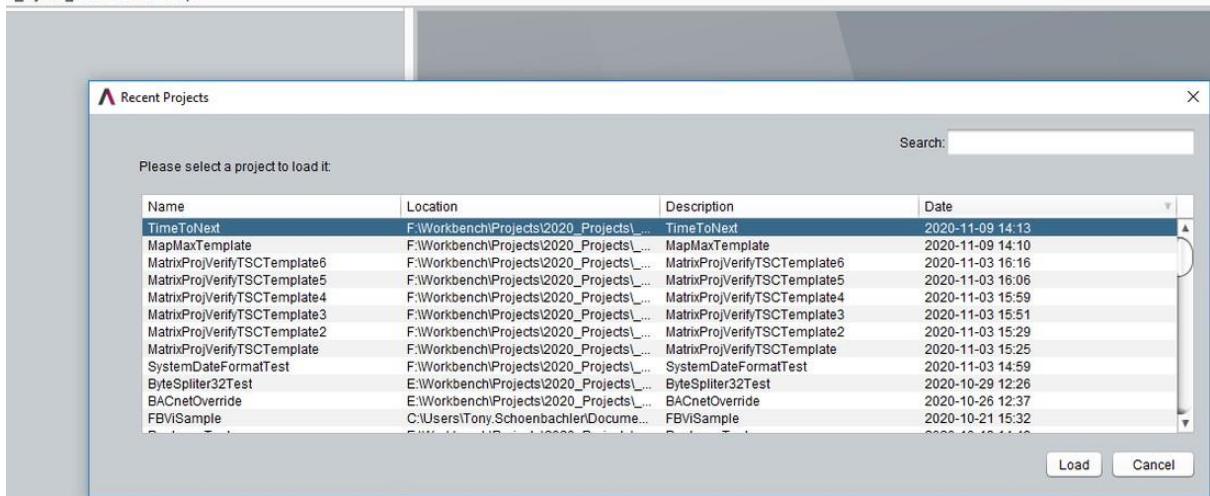 Recent Projects
Search:
Please select a project to load it:
Name Location Description Date
TimeToNext F:\Workbench\Projects\2020_Projects\_... TimeToNext 2020-11-09 14:13
MapMaxTemplate F:\Workbench\Projects\2020_Projects\_... MapMaxTemplate 2020-11-09 14:10
MatrixProjVerifyTSCTemplate6 F:\Workbench\Projects\2020_Projects\_... MatrixProjVerifyTSCTemplate6 2020-11-03 16:16
MatrixProjVerifyTSCTemplate5 F:\Workbench\Projects\2020_Projects\_... MatrixProjVerifyTSCTemplate5 2020-11-03 16:06
MatrixProjVerifyTSCTemplate4 F:\Workbench\Projects\2020_Projects\_... MatrixProjVerifyTSCTemplate4 2020-11-03 15:59
MatrixProjVerifyTSCTemplate3 F:\Workbench\Projects\2020_Projects\_... MatrixProjVerifyTSCTemplate3 2020-11-03 15:51
MatrixProjVerifyTSCTemplate2 F:\Workbench\Projects\2020_Projects\_... MatrixProjVerifyTSCTemplate2 2020-11-03 15:29
MatrixProjVerifyTSCTemplate F:\Workbench\Projects\2020_Projects\_... MatrixProjVerifyTSCTemplate 2020-11-03 15:25
SystemDateFormatTest F:\Workbench\Projects\2020_Projects\_... SystemDateFormatTest 2020-11-03 14:59
ByteSpliter32Test E:\Workbench\Projects\2020_Projects\_... ByteSpliter32Test 2020-10-29 12:26
BACnetOverride E:\Workbench\Projects\2020_Projects\_... BACnetOverride 2020-10-26 12:37
FBViSample C:\Users\Tony.Schoenbachler\Docume... FBViSample 2020-10-21 15:32
Load Cancel